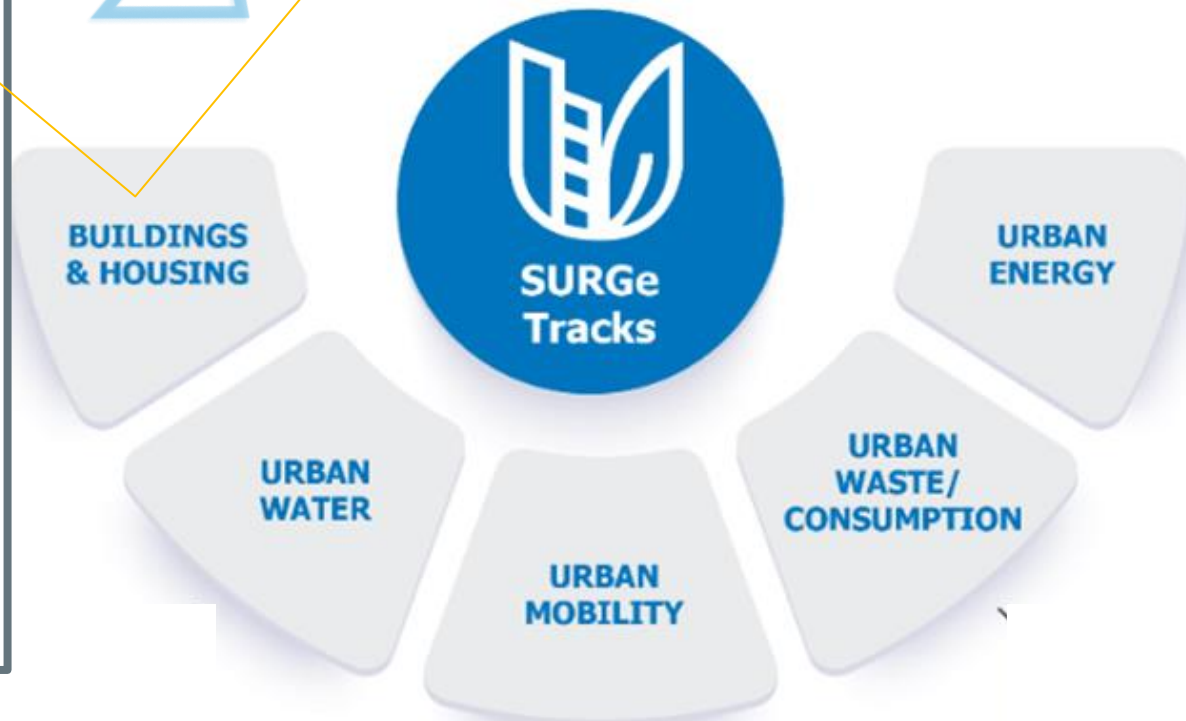 SURGe
Tracks
BUILDINGS
& HOUSING
URBAN
WATER
URBAN
MOBILITY
URBAN
WASTE/
CONSUMPTION
URBAN
ENERGY